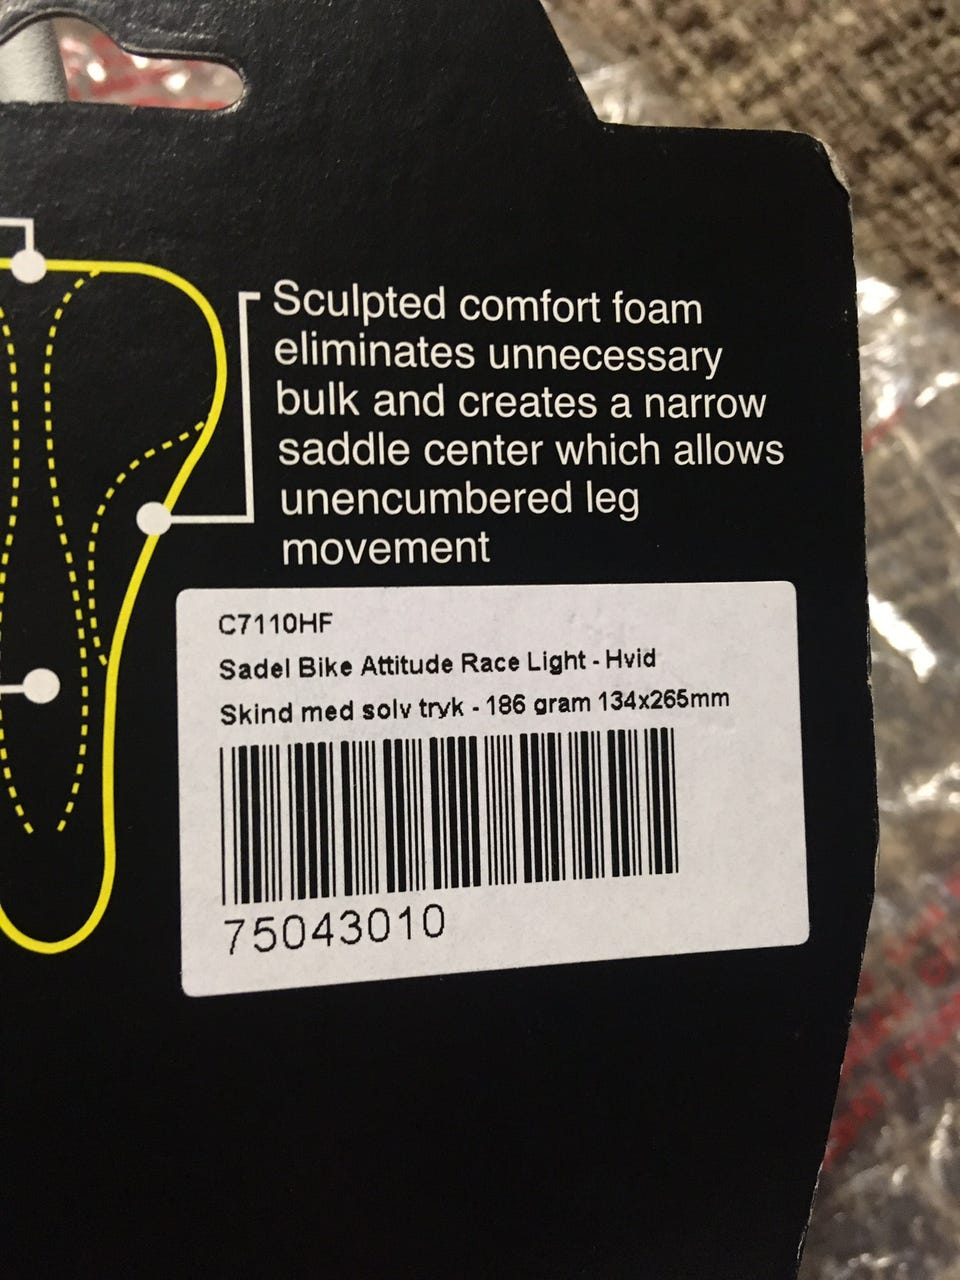 Sculpted comfort foam
eliminates unnecessary
bulk and creates a narrow
saddle center which allows
unencumbered leg
movement
C7110HF
Sadel Bike Attitude Race Light - Hvid
Skind med solv tryk - 186 gram 134x265mm
75043010